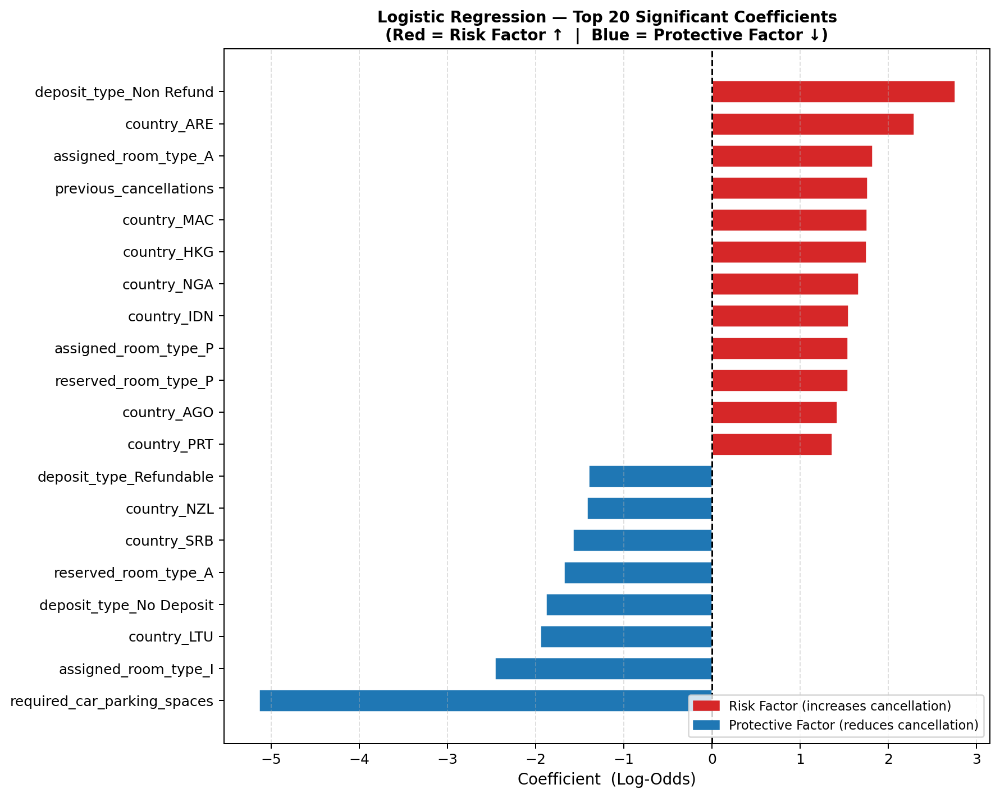 Logistic Regression — Top 20 Significant Coefficients
(Red = Risk Factor ↑ | Blue = Protective Factor ↓)
deposit_type_Non Refund
country_ARE
assigned_room_type_A
previous_cancellations
country_MAC
country_HKG
country_NGA
country_IDN
assigned_room_type_P
reserved_room_type_P
country_AGO
country_PRT
deposit_type_Refundable
country_NZL
country_SRB
reserved_room_type_A
deposit_type_No Deposit
country_LTU
assigned_room_type_I
required_car_parking_spaces
Risk Factor (increases cancellation)
Protective Factor (reduces cancellation)
−5 −4 −3 −2 −1 0 1 2 3
Coefficient (Log-Odds)